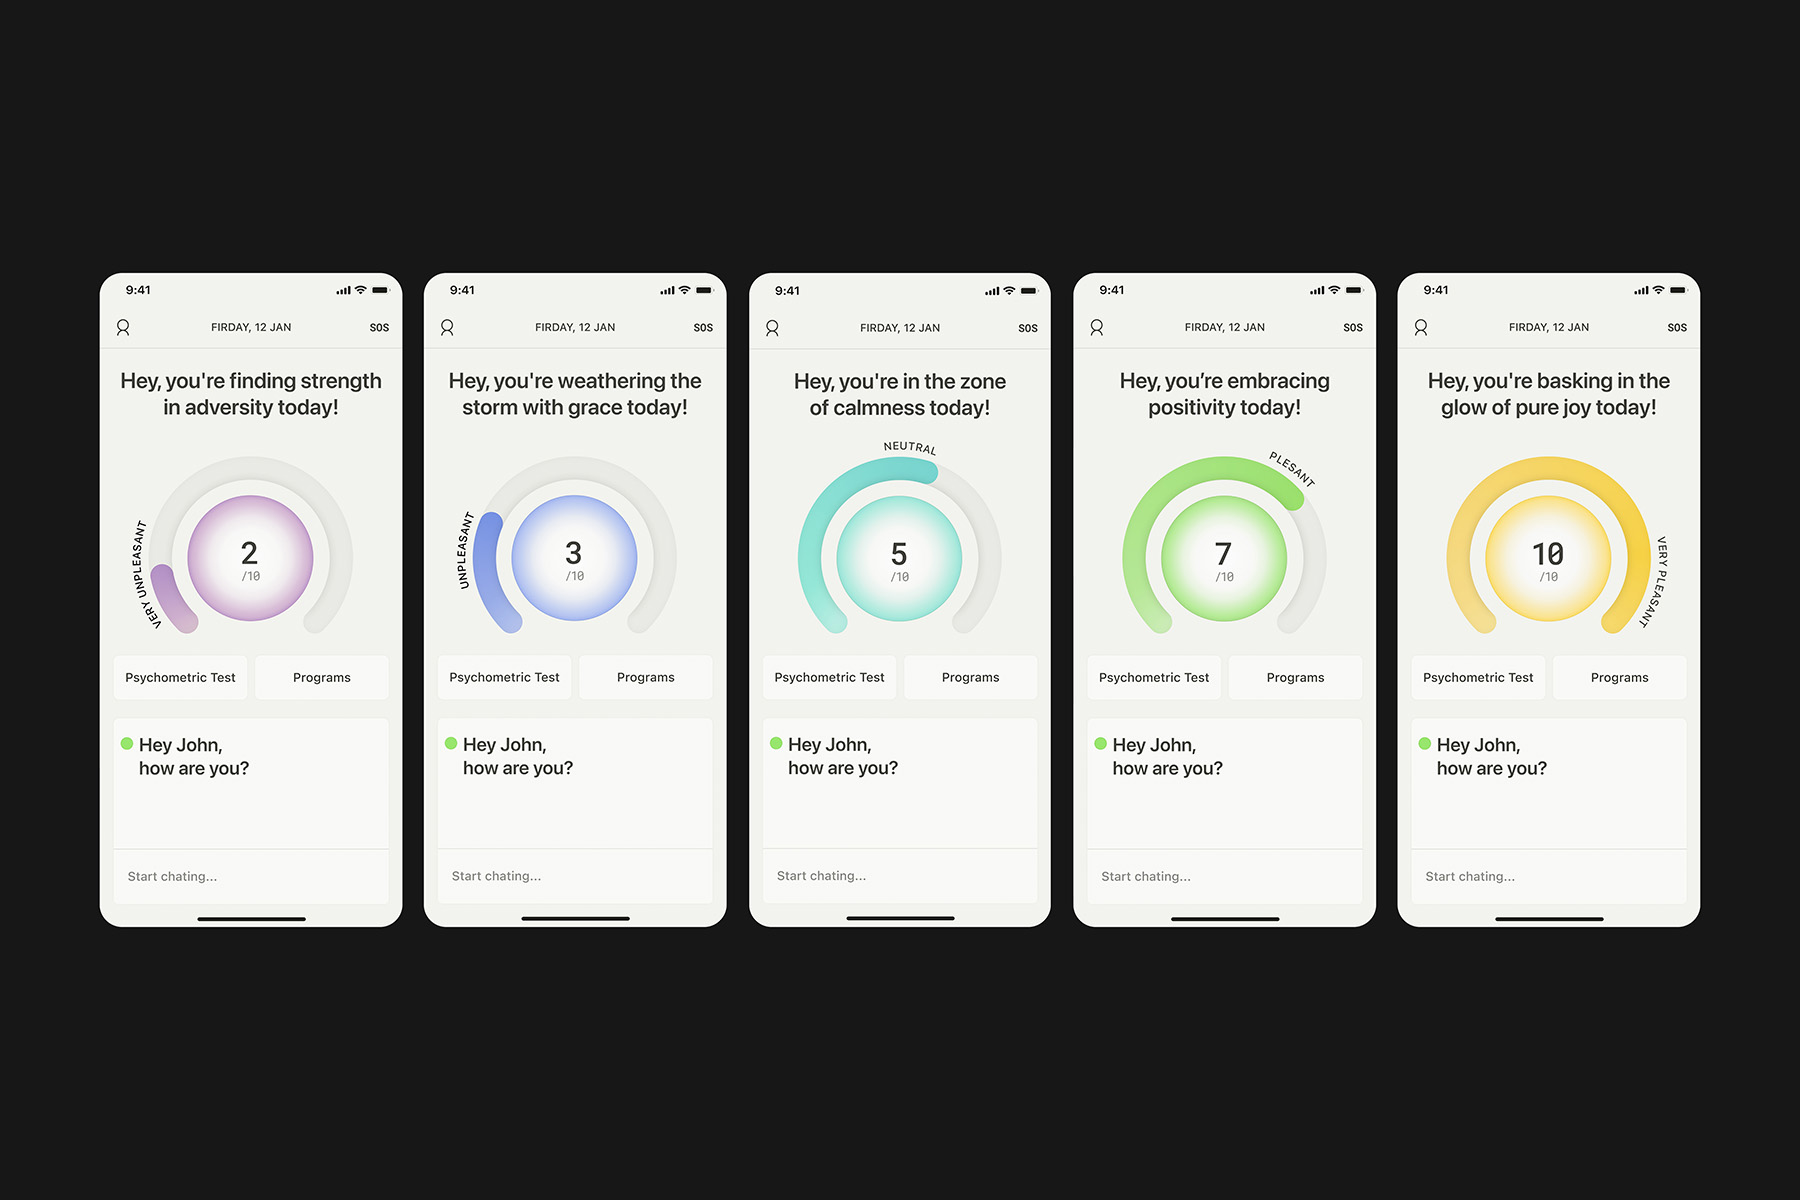 9:41
FIRDAY, 12 JAN
SOS
Hey, you're finding strength
in adversity today!
VERY UNPLEASANT
2
/10
Psychometric Test
Programs
Hey John,
how are you?
Start chating...
9:41
FIRDAY, 12 JAN
SOS
Hey, you're weathering the
storm with grace today!
UNPLEASANT
3
/10
Psychometric Test
Programs
Hey John,
how are you?
Start chating...
9:41
FIRDAY, 12 JAN
SOS
Hey, you're in the zone
of calmness today!
NEUTRAL
5
/10
Psychometric Test
Programs
Hey John,
how are you?
Start chating...
9:41
FIRDAY, 12 JAN
SOS
Hey, you’re embracing
positivity today!
PLESANT
7
/10
Psychometric Test
Programs
Hey John,
how are you?
Start chating...
9:41
FIRDAY, 12 JAN
SOS
Hey, you're basking in the
glow of pure joy today!
VERY PLEASANT
10
/10
Psychometric Test
Programs
Hey John,
how are you?
Start chating...